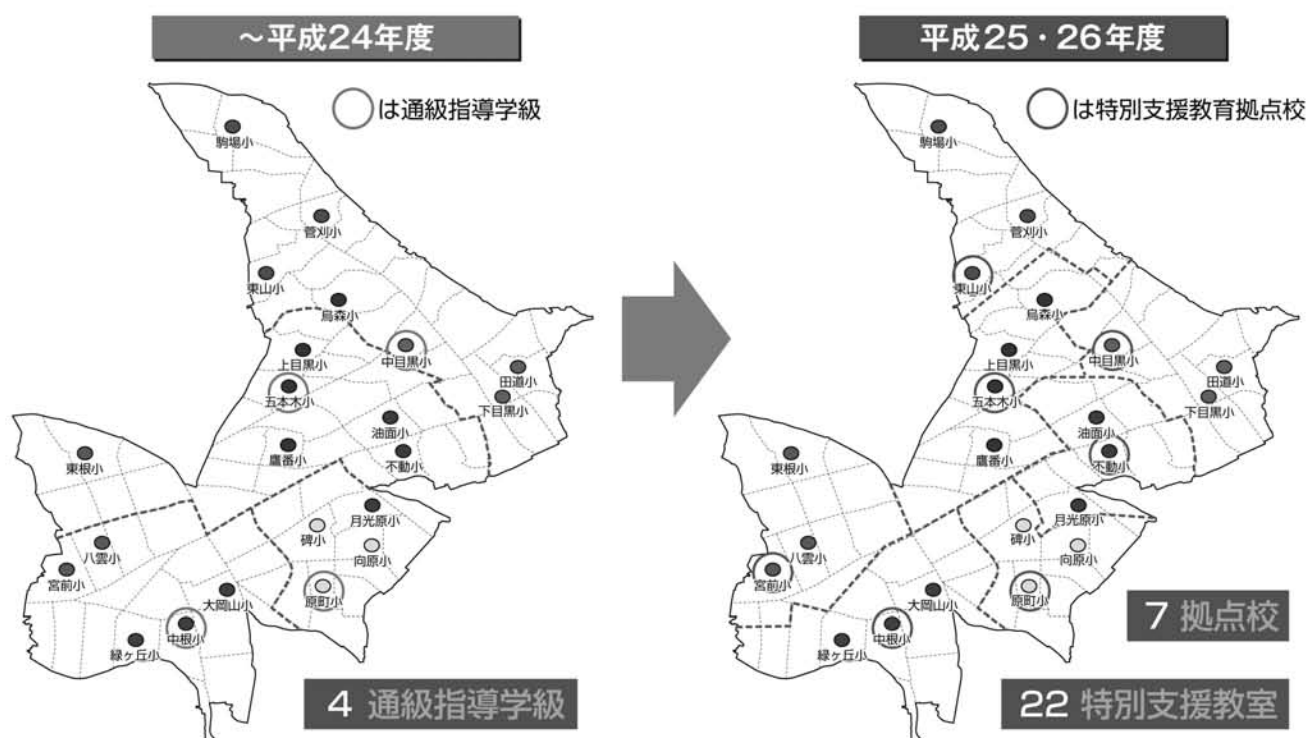 ～平成24年度
○は通級指導学級
駒場小
菅刈小
東山小
烏森小
上目黒小
中目黒小
田道小
五本木小
下目黒小
油面小
鷹番小
不動小
東根小
月光原小
碑小
八雲小
向原小
宮前小
原町小
大岡山小
中根小
緑ヶ丘小
4 通級指導学級
平成25・26年度
○は特別支援教育拠点校
駒場小
菅刈小
東山小
烏森小
上目黒小
中目黒小
田道小
五本木小
下目黒小
油面小
鷹番小
不動小
東根小
月光原小
碑小
八雲小
向原小
宮前小
原町小
大岡山小
中根小
緑ヶ丘小
7 拠点校
22 特別支援教室